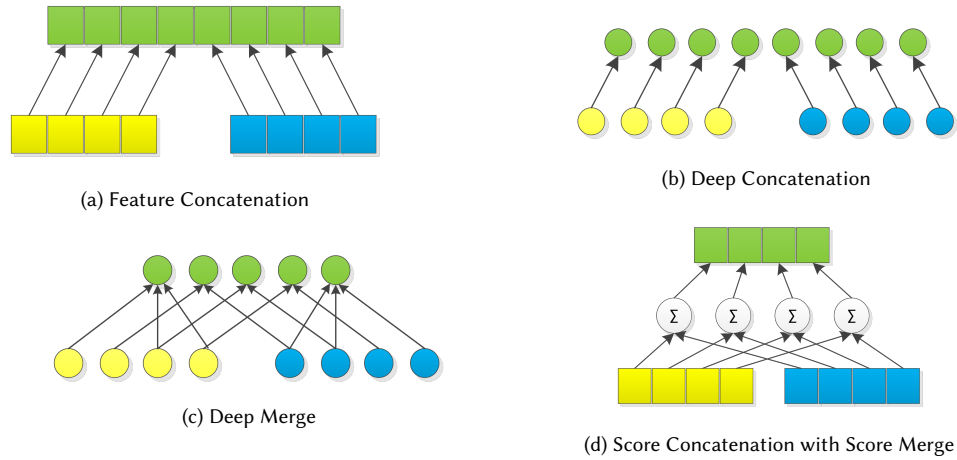 (a) Feature Concatenation
(b) Deep Concatenation
(c) Deep Merge
Σ Σ Σ Σ
(d) Score Concatenation with Score Merge